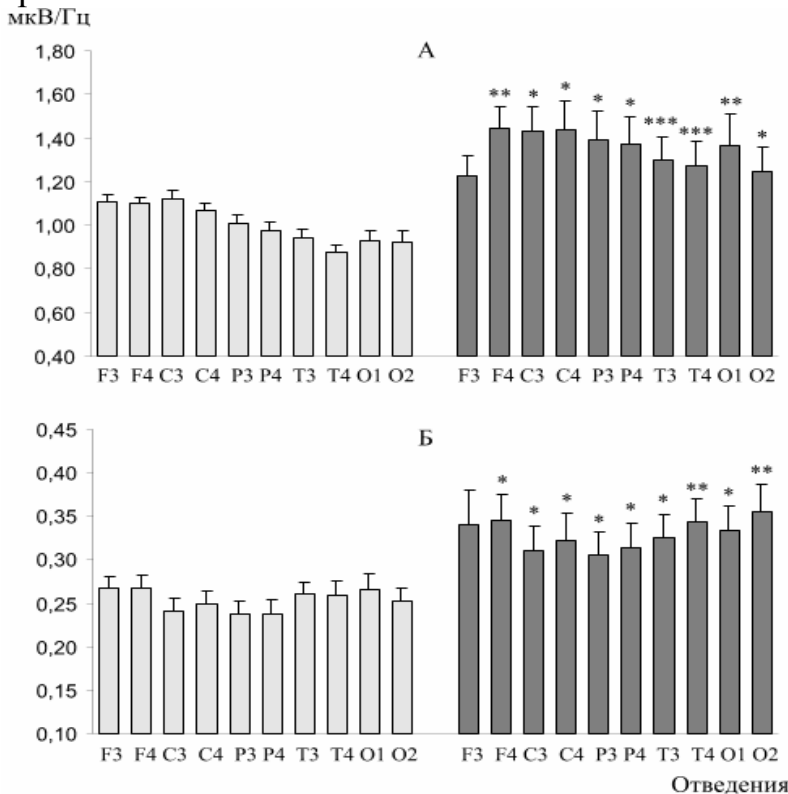 мкВ/Гц
А
1,80
1,60
1,40
1,20
1,00
0,80
0,60
0,40
** * * * * *** *** ** *
F3 F4 C3 C4 P3 P4 T3 T4 O1 O2 F3 F4 C3 C4 P3 P4 T3 T4 O1 O2
Б
0,45
0,40
0,35
0,30
0,25
0,20
0,15
0,10
* * * * * * ** * **
F3 F4 C3 C4 P3 P4 T3 T4 O1 O2 F3 F4 C3 C4 P3 P4 T3 T4 O1 O2
Отведения